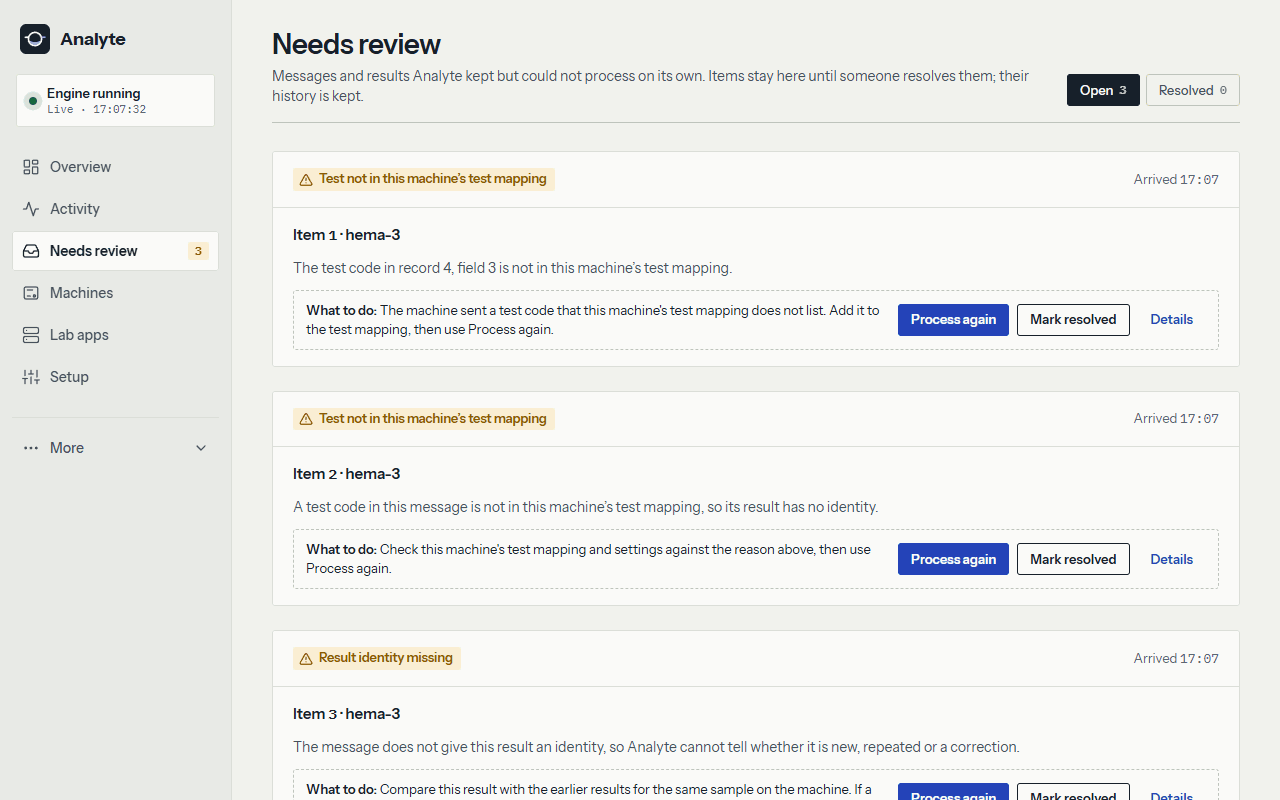 Analyte
Engine running
Live · 17:07:32
Overview
Activity
Needs review 3
Machines
Lab apps
Setup
More
Needs review
Messages and results Analyte kept but could not process on its own. Items stay here until someone resolves them; their
history is kept.
Open 3
Resolved 0
Test not in this machine's test mapping
Arrived 17:07
Item 1 · hema-3
The test code in record 4, field 3 is not in this machine's test mapping.
What to do: The machine sent a test code that this machine's test mapping does not list. Add it to
the test mapping, then use Process again.
Process again
Mark resolved
Details
Test not in this machine's test mapping
Arrived 17:07
Item 2 · hema-3
A test code in this message is not in this machine's test mapping, so its result has no identity.
What to do: Check this machine's test mapping and settings against the reason above, then use
Process again.
Process again
Mark resolved
Details
Result identity missing
Arrived 17:07
Item 3 · hema-3
The message does not give this result an identity, so Analyte cannot tell whether it is new, repeated or a correction.
What to do: Compare this result with the earlier results for the same sample on the machine. If a
Process again
Mark resolved
Details